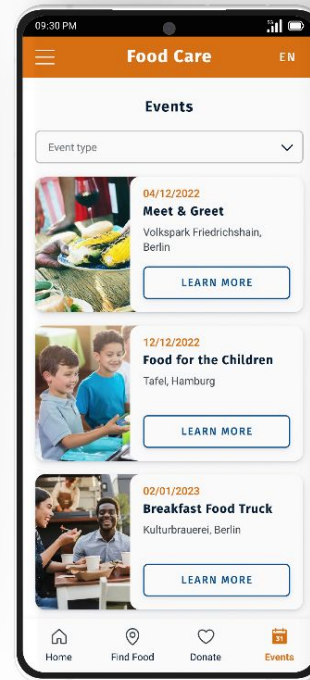 09:30 PM
Food Care
EN
Events
Event type
04/12/2022
Meet & Greet
Volkspark Friedrichshain,
Berlin
LEARN MORE
12/12/2022
Food for the Children
Tafel, Hamburg
LEARN MORE
02/01/2023
Breakfast Food Truck
Kulturbrauerei, Berlin
LEARN MORE
31
Home
Find Food
Donate
Events